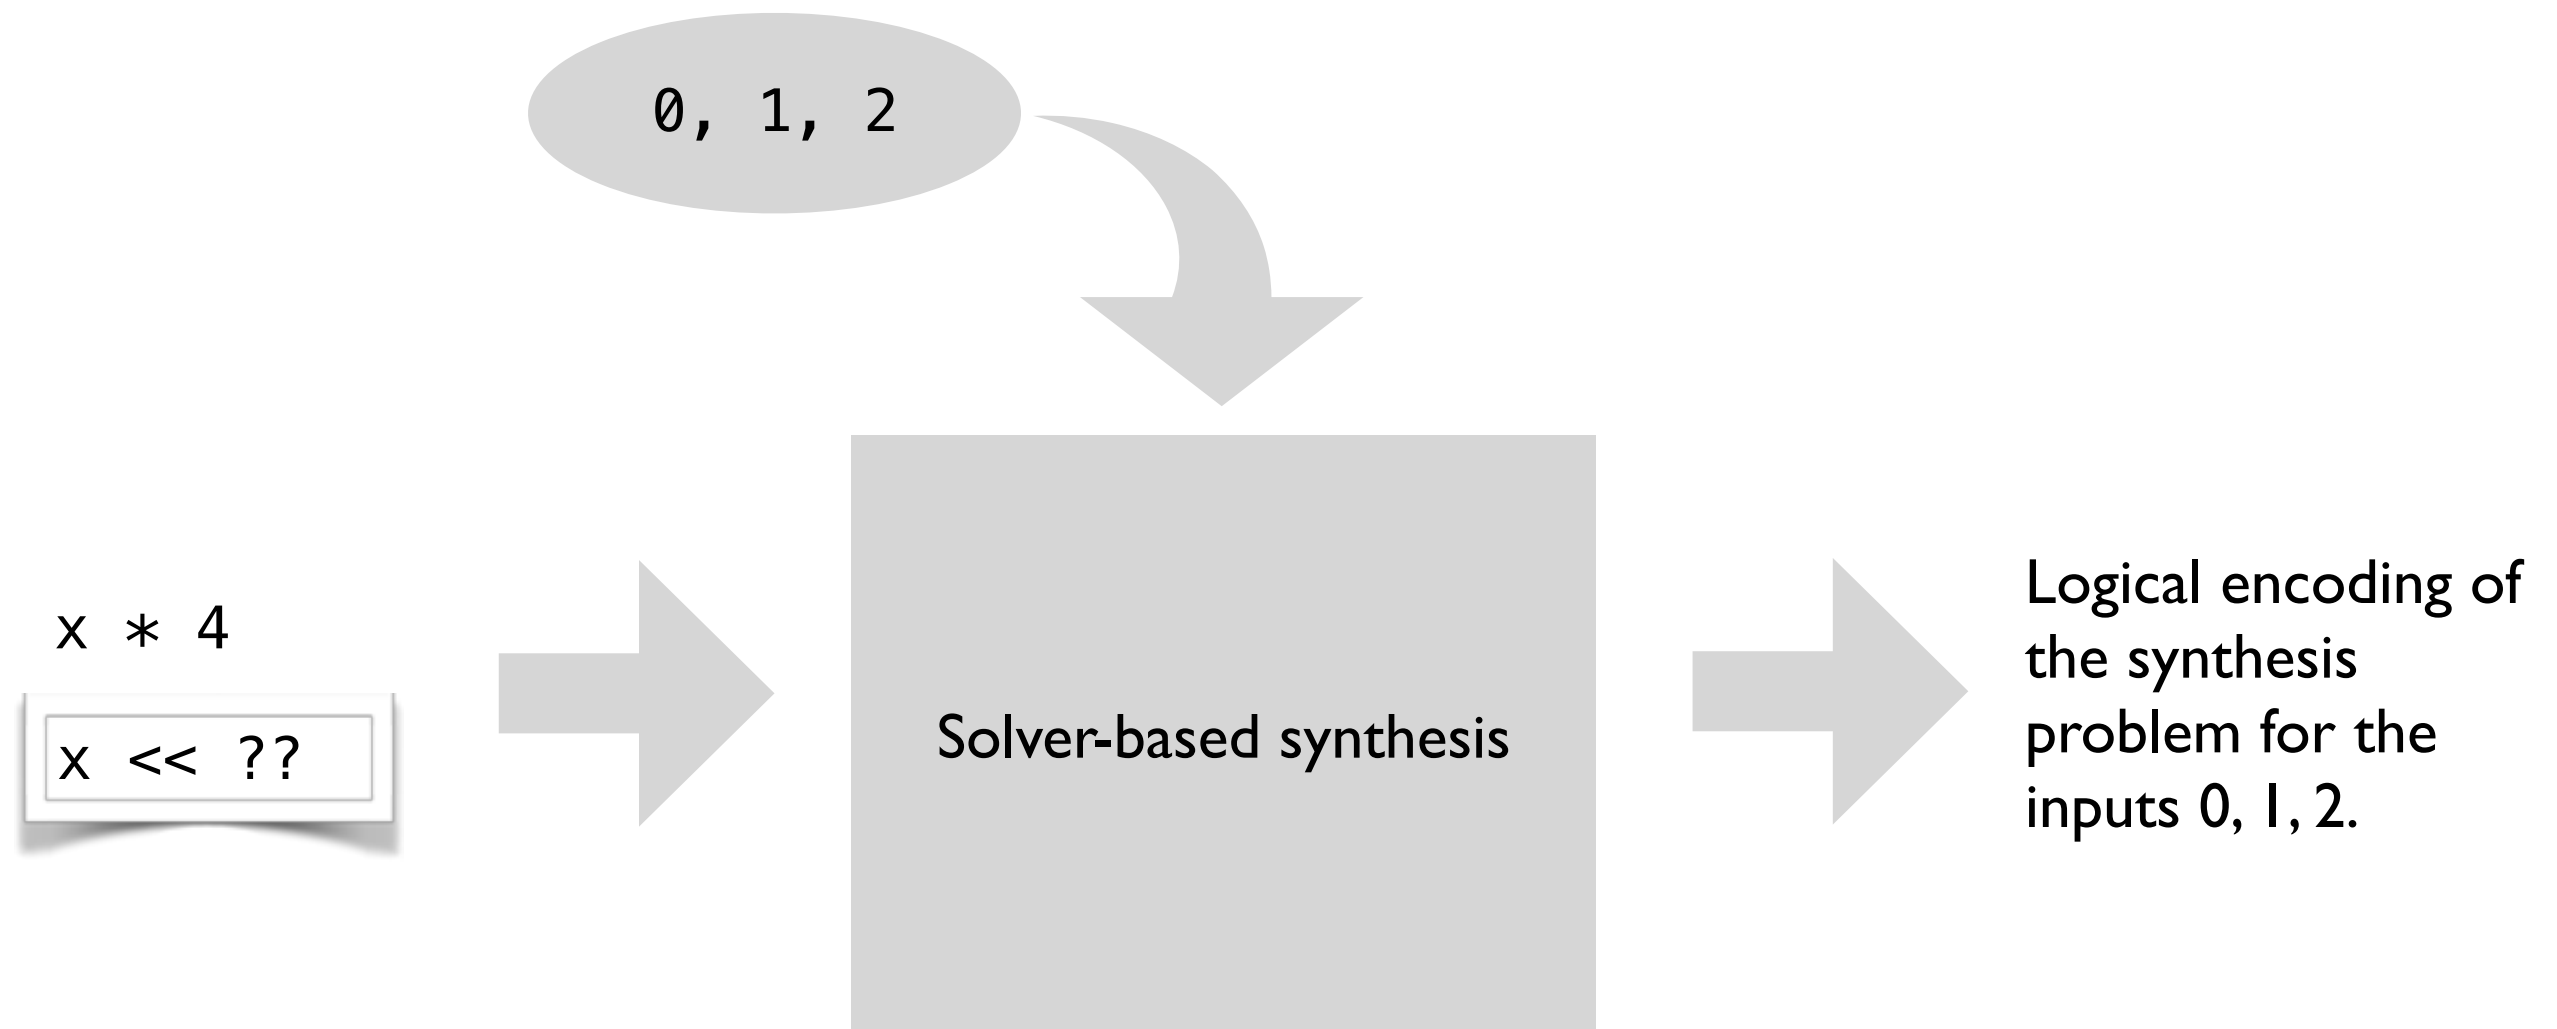 0, 1, 2
x * 4
x << ??
Solver-based synthesis
Logical encoding of
the synthesis
problem for the
inputs 0, 1, 2.